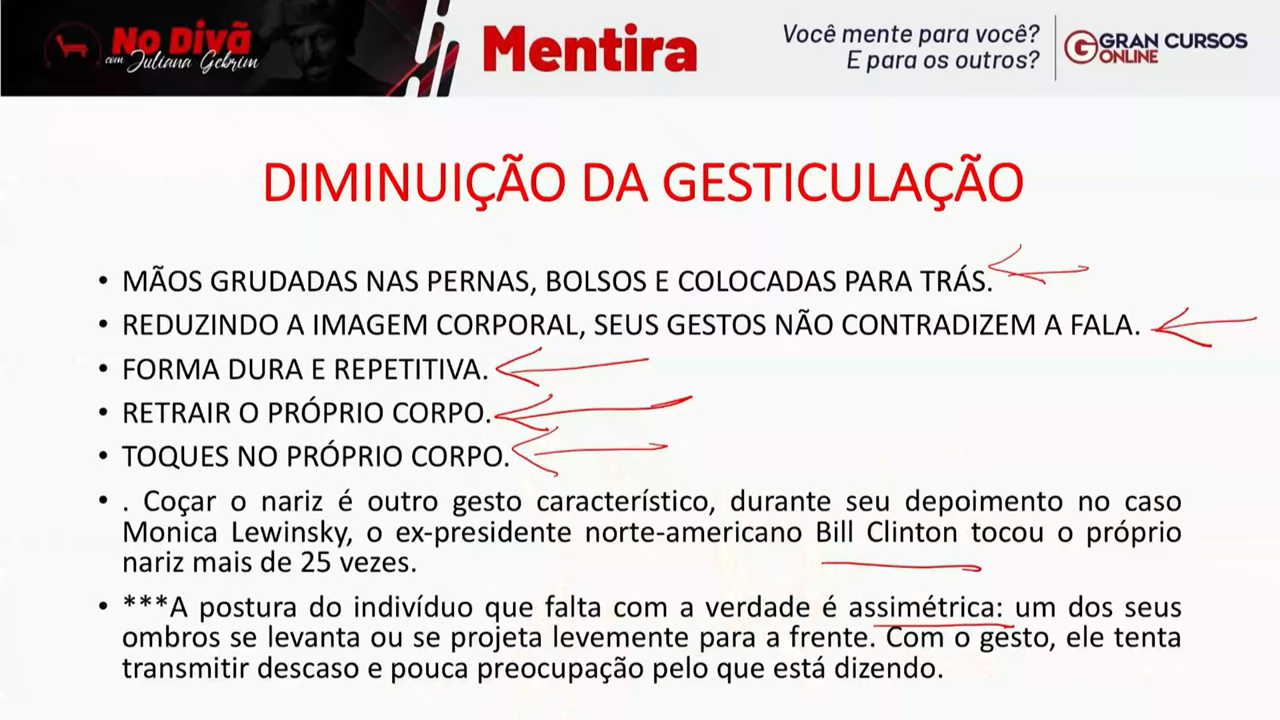 No Divã
com Juliana Gebrim
Mentira
Você mente para você?
E para os outros?
GRAN CURSOS
ONLINE
DIMINUIÇÃO DA GESTICULAÇÃO
• MÃOS GRUDADAS NAS PERNAS, BOLSOS E COLOCADAS PARA TRÁS.
• REDUZINDO A IMAGEM CORPORAL, SEUS GESTOS NÃO CONTRADIZEM A FALA.
• FORMA DURA E REPETITIVA.
• RETRAIR O PRÓPRIO CORPO.
• TOQUES NO PRÓPRIO CORPO.
• . Coçar o nariz é outro gesto característico, durante seu depoimento no caso
Monica Lewinsky, o ex-presidente norte-americano Bill Clinton tocou o próprio
nariz mais de 25 vezes.
• ***A postura do indivíduo que falta com a verdade é assimétrica: um dos seus
ombros se levanta ou se projeta levemente para a frente. Com o gesto, ele tenta
transmitir descaso e pouca preocupação pelo que está dizendo.